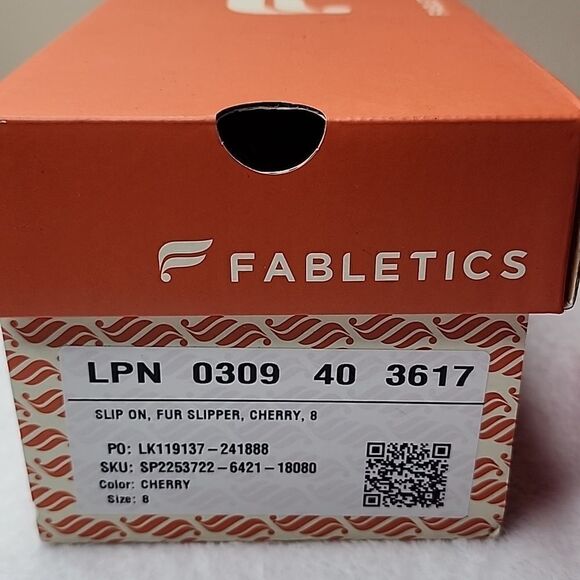 FABLETICS
LPN 0309 40 3617
SLIP ON, FUR SLIPPER, CHERRY, 8
PO: LK119137-241888
SKU: SP2253722-6421-18080
Color: CHERRY
Size: 8